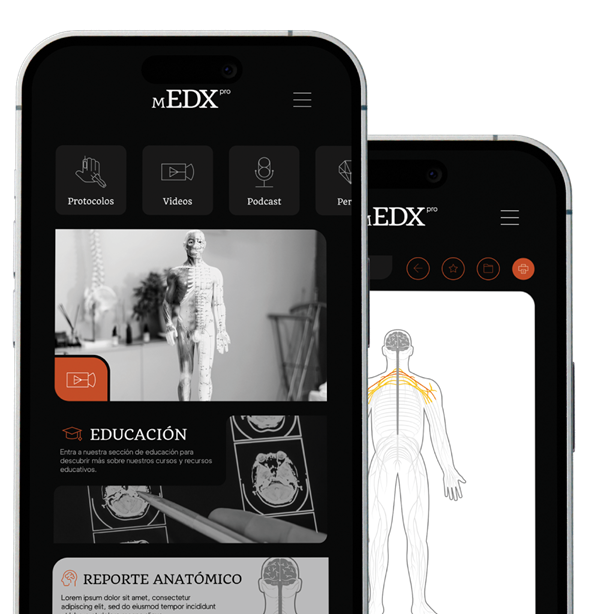 MEDX pro
Protocolos
Videos
Podcast
Per
EDX pro
EDUCACIÓN
Entra a nuestra sección de educación para
descubrir más sobre nuestros cursos y recursos
educativos.
REPORTE ANATÓMICO
Lorem ipsum dolor sit amet, consectetur
adipiscing elit, sed do eiusmod tempor incididunt